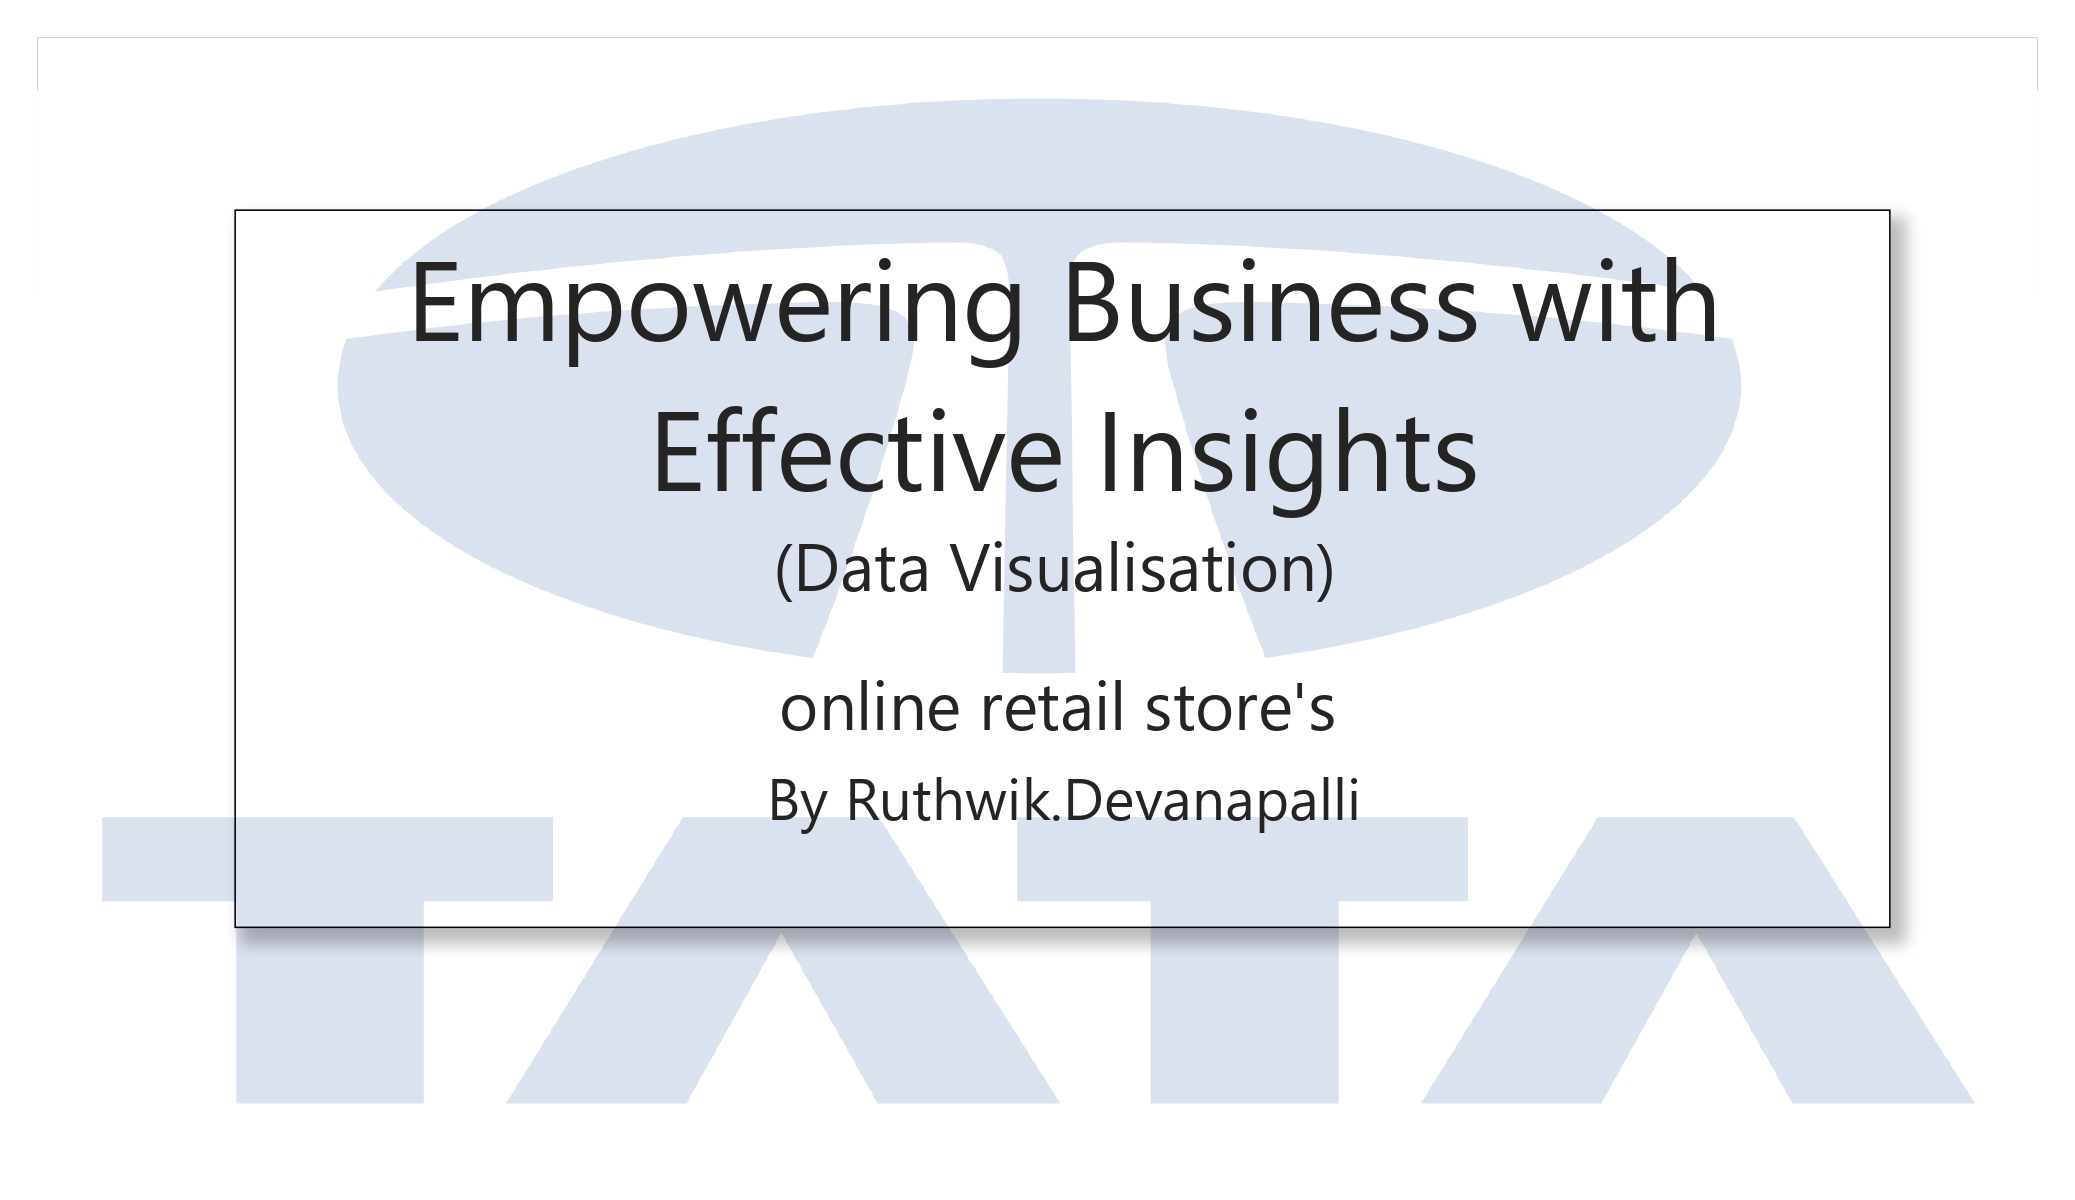 Empowering Business with
Effective Insights
(Data Visualisation)
online retail store's
By Ruthwik.Devanapalli
TATA